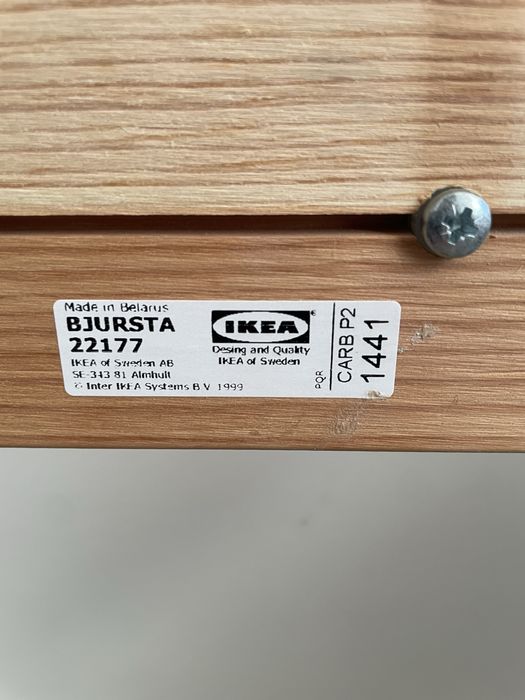 Made in Belarus
BJURSTA
22177
IKEA of Sweden AB
SE-343 81 Älmhult
© Inter IKEA Systems B.V. 1999
IKEA®
Desing and Quality
IKEA of Sweden
PQR
CARB P2
1441